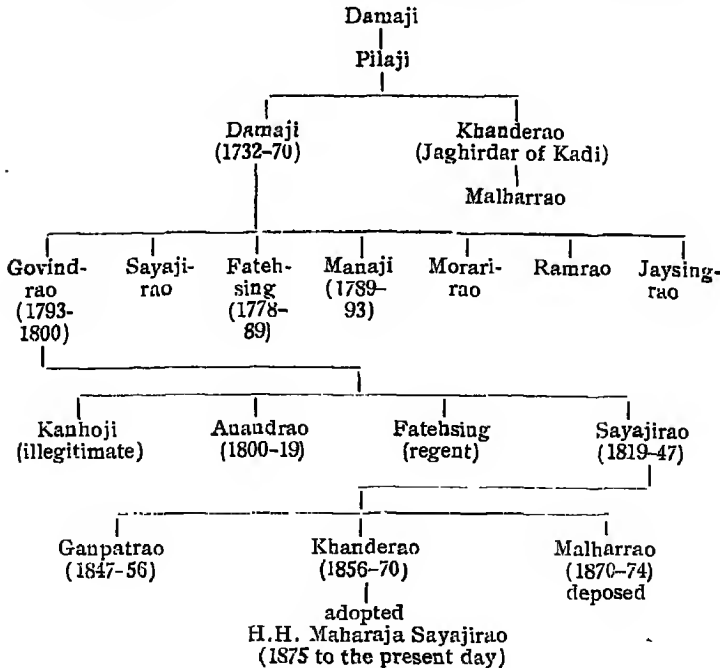 Damaji
Pilaji
Damaji Khanderao
(1732-70) (Jaghirdar of Kadi)
Malharrao
Govind- Sayaji- Fateh- Manaji Morari- Ramrao Jaysing-
rao rao sing (1789- rao rao
(1793- (1778- 93)
1800) 89)
Kanhoji Anandrao Fatehsing Sayajirao
(illegitimate) (1800-19) (regent) (1819-47)
Ganpatrao Khanderao Malharrao
(1847-56) (1856-70) (1870-74)
deposed
adopted
H.H. Maharaja Sayajirao
(1875 to the present day)